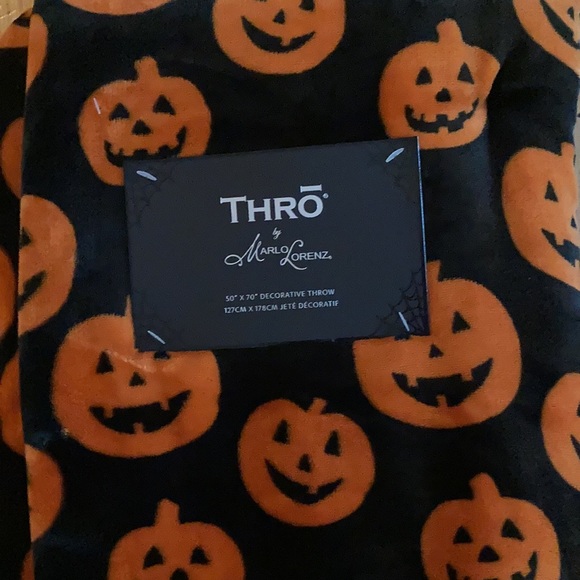 THRŌ®
by
MARLO LORENZ®
50" X 70" DECORATIVE THROW
127CM X 178CM JETÉ DÉCORATIF